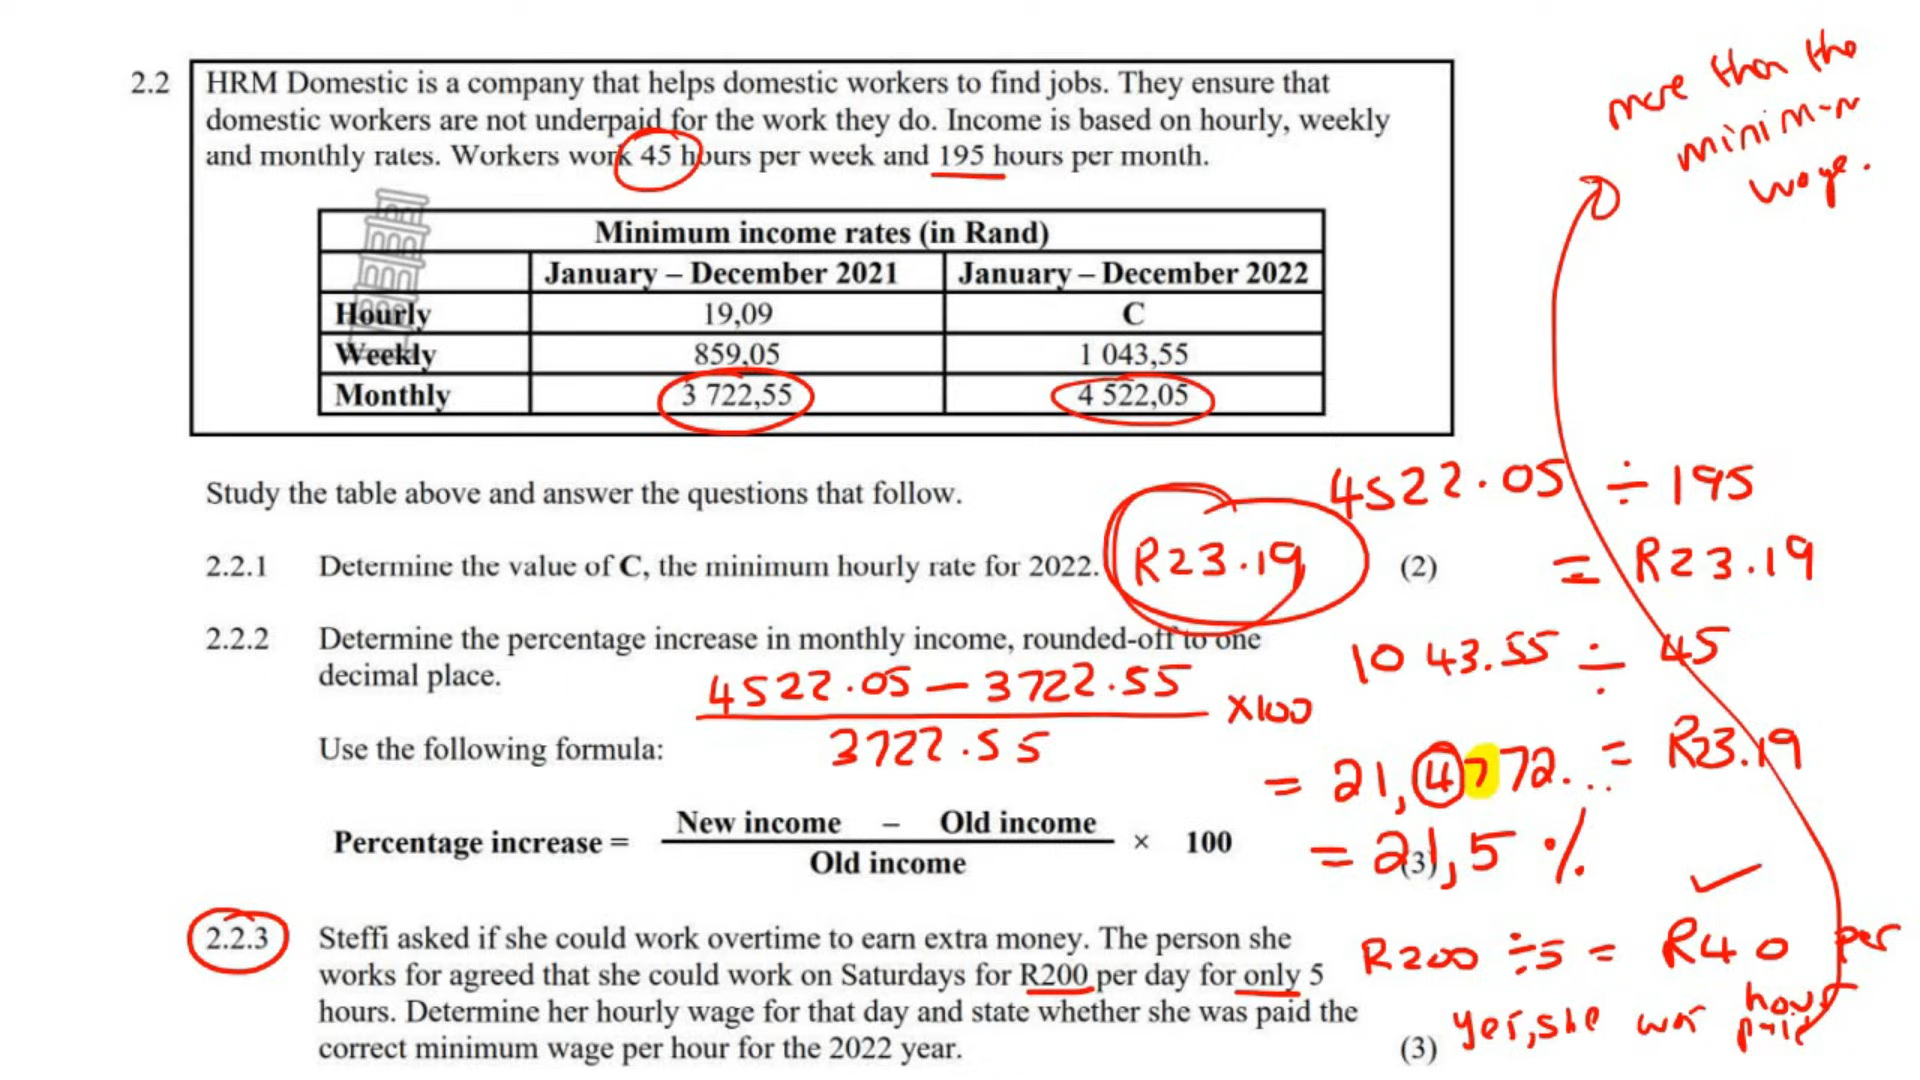 more than the
minimum
wage.
2.2 HRM Domestic is a company that helps domestic workers to find jobs. They ensure that
domestic workers are not underpaid for the work they do. Income is based on hourly, weekly
and monthly rates. Workers work 45 hours per week and 195 hours per month.
Minimum income rates (in Rand)
January – December 2021 January – December 2022
Hourly 19,09 C
Weekly 859,05 1 043,55
Monthly 3 722,55 4 522,05
Study the table above and answer the questions that follow.
4522.05 ÷ 195
= R23.19
2.2.1 Determine the value of C, the minimum hourly rate for 2022. R23.19 (2)
2.2.2 Determine the percentage increase in monthly income, rounded-off to one
decimal place.
1043.55 ÷ 45
= R23.19
4522.05 – 3722.55
3722.55
×100
Use the following formula:
= 21,4772...
= 21,5 %
Percentage increase = New income – Old income
Old income
× 100
(3)
2.2.3 Steffi asked if she could work overtime to earn extra money. The person she
works for agreed that she could work on Saturdays for R200 per day for only 5
hours. Determine her hourly wage for that day and state whether she was paid the
correct minimum wage per hour for the 2022 year. (3)
R200 ÷5 = R40 per
hour
yes, she was paid